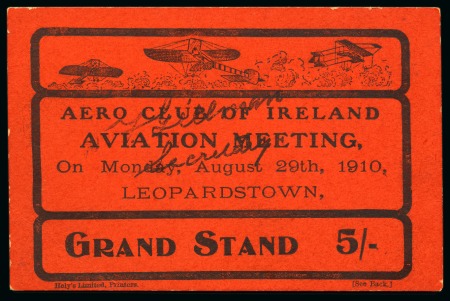 AERO CLUB OF IRELAND
AVIATION MEETING,
On Monday, August 29th, 1910,
LEOPARDSTOWN,
GRAND STAND 5/-
Hely's Limited, Printers. [See Back.]